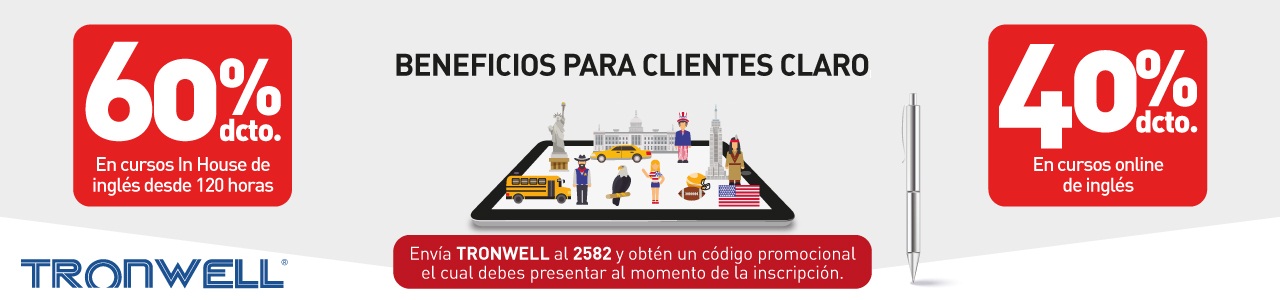 60% dcto.
En cursos In House de
inglés desde 120 horas
BENEFICIOS PARA CLIENTES CLARO
Envía TRONWELL al 2582 y obtén un código promocional
el cual debes presentar al momento de la inscripción.
40% dcto.
En cursos online
de inglés
TRONWELL®